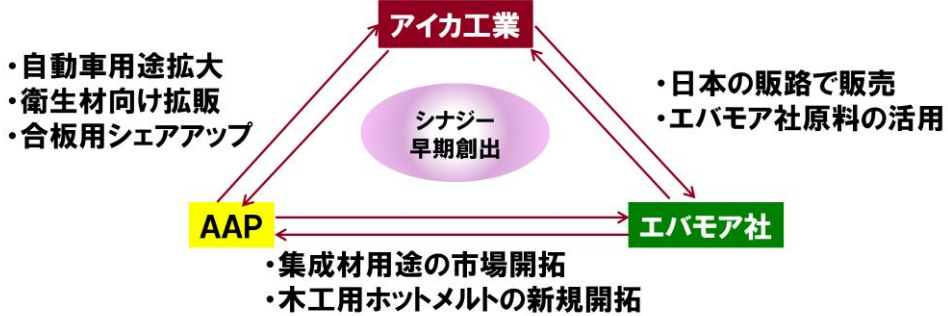 アイカ工業
・自動車用途拡大
・衛生材向け拡販
・合板用シェアアップ
・日本の販路で販売
・エバモア社原料の活用
シナジー
早期創出
AAP
エバモア社
・集成材用途の市場開拓
・木工用ホットメルトの新規開拓